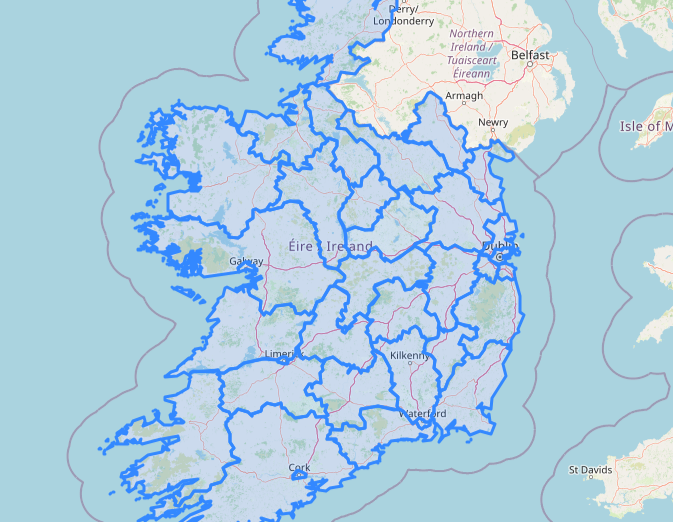 Derry/
Londonderry
Northern
Ireland /
Tuaisceart
Éireann
Belfast
Armagh
Newry
Isle of M
Éire / Ireland
Dublin
Galway
Limerick
Kilkenny
Waterford
Cork
St Davids